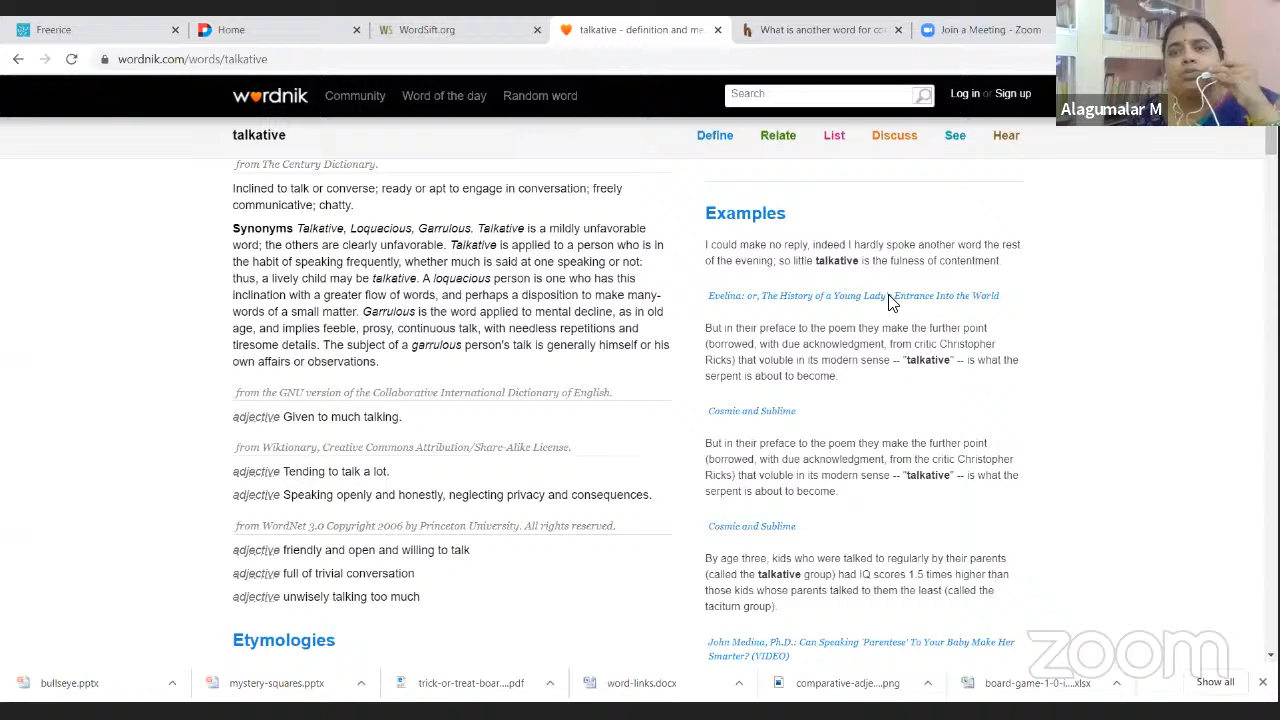 Freerice
Home
WordSift.org
talkative - definition and me
What is another word for co
Join a Meeting - Zoom
wordnik.com/words/talkative
Alagumalar M
wordnik
Community
Word of the day
Random word
Search
Log in or Sign up
talkative
Define
Relate
List
Discuss
See
Hear
from The Century Dictionary.
Inclined to talk or converse; ready or apt to engage in conversation; freely
communicative; chatty.
Synonyms Talkative, Loquacious, Garrulous. Talkative is a mildly unfavorable
word; the others are clearly unfavorable. Talkative is applied to a person who is in
the habit of speaking frequently, whether much is said at one speaking or not:
thus, a lively child may be talkative. A loquacious person is one who has this
inclination with a greater flow of words, and perhaps a disposition to make many-
words of a small matter. Garrulous is the word applied to mental decline, as in old
age, and implies feeble, prosy, continuous talk, with needless repetitions and
tiresome details. The subject of a garrulous person's talk is generally himself or his
own affairs or observations.
from the GNU version of the Collaborative International Dictionary of English.
adjective Given to much talking.
from Wiktionary, Creative Commons Attribution/Share-Alike License.
adjective Tending to talk a lot.
adjective Speaking openly and honestly, neglecting privacy and consequences.
from WordNet 3.0 Copyright 2006 by Princeton University. All rights reserved.
adjective friendly and open and willing to talk
adjective full of trivial conversation
adjective unwisely talking too much
Etymologies
Examples
I could make no reply, indeed I hardly spoke another word the rest
of the evening; so little talkative is the fulness of contentment.
Evelina: or, The History of a Young Lady's Entrance Into the World
But in their preface to the poem they make the further point
(borrowed, with due acknowledgment, from critic Christopher
Ricks) that voluble in its modern sense -- "talkative" -- is what the
serpent is about to become.
Cosmic and Sublime
But in their preface to the poem they make the further point
(borrowed, with due acknowledgment, from the critic Christopher
Ricks) that voluble in its modern sense -- "talkative" -- is what the
serpent is about to become.
Cosmic and Sublime
By age three, kids who were talked to regularly by their parents
(called the talkative group) had IQ scores 1.5 times higher than
those kids whose parents talked to them the least (called the
taciturn group).
John Medina, Ph.D.: Can Speaking 'Parentese' To Your Baby Make Her
Smarter? (VIDEO)
zoom
bullseye.pptx
mystery-squares.pptx
trick-or-treat-boar....pdf
word-links.docx
comparative-adje....png
board-game-1-0-i....xlsx
Show all